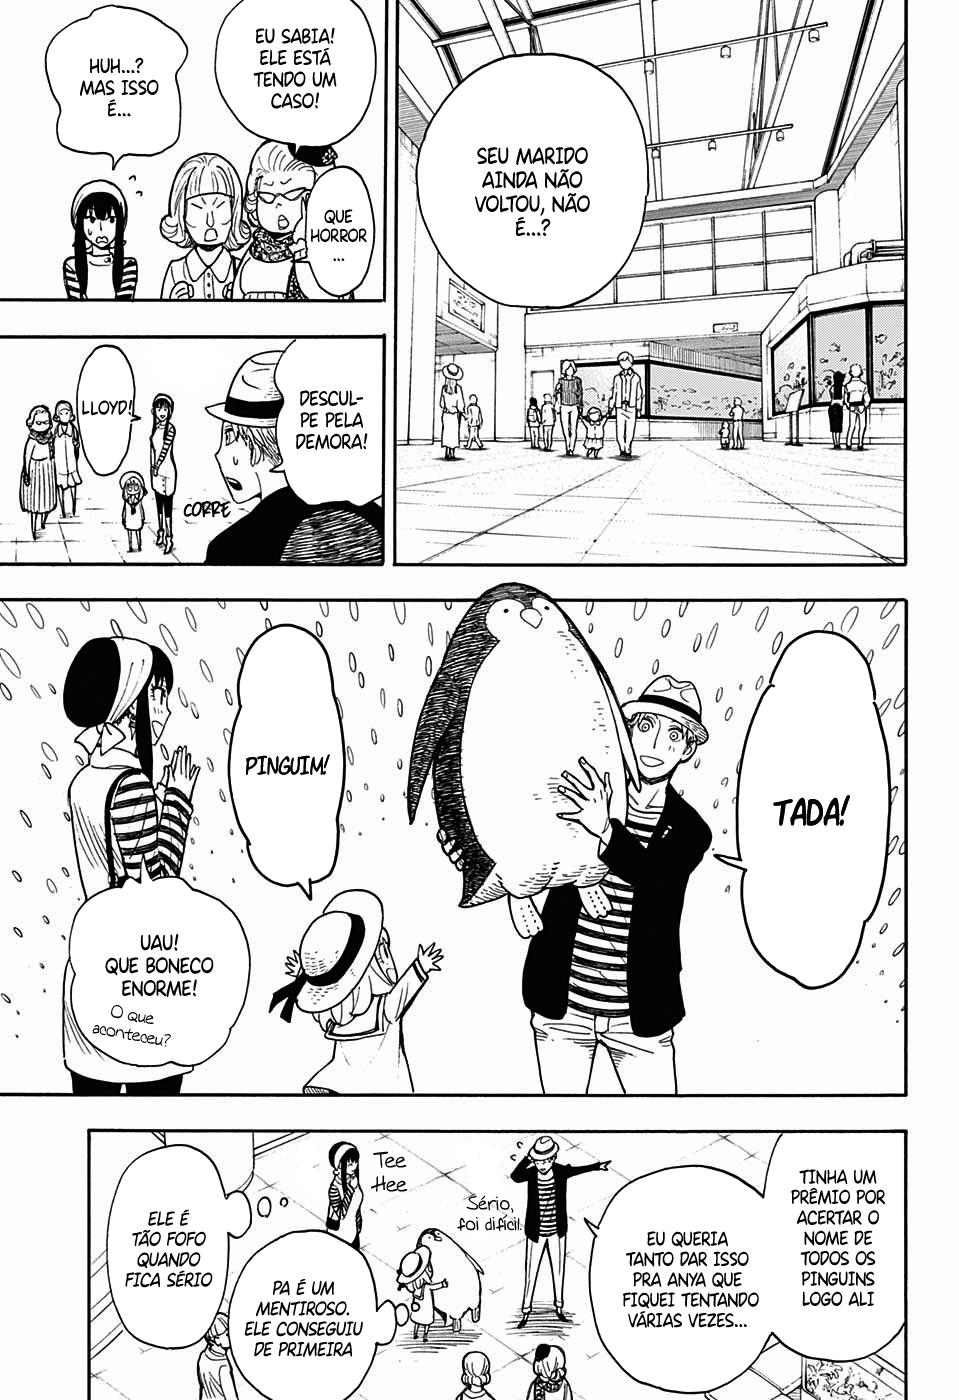 SEU MARIDO
AINDA NÃO
VOLTOU, NÃO
É...?
EU SABIA!
ELE ESTÁ
TENDO UM
CASO!
QUE
HORROR
...
HUH...?
MAS ISSO
É...
DESCUL-
PE PELA
DEMORA!
CORRE
LLOYD!
TADA!
PINGUIM!
UAU!
QUE BONECO
ENORME!
O que
aconteceu?
TINHA UM
PRÊMIO POR
ACERTAR O
NOME DE
TODOS OS
PINGUINS
LOGO ALI
EU QUERIA
TANTO DAR ISSO
PRA ANYA QUE
FIQUEI TENTANDO
VÁRIAS VEZES...
Sério,
foi difícil.
Tee
Hee
ELE É
TÃO FOFO
QUANDO
FICA SÉRIO
PA É UM
MENTIROSO.
ELE CONSEGUIU
DE PRIMEIRA